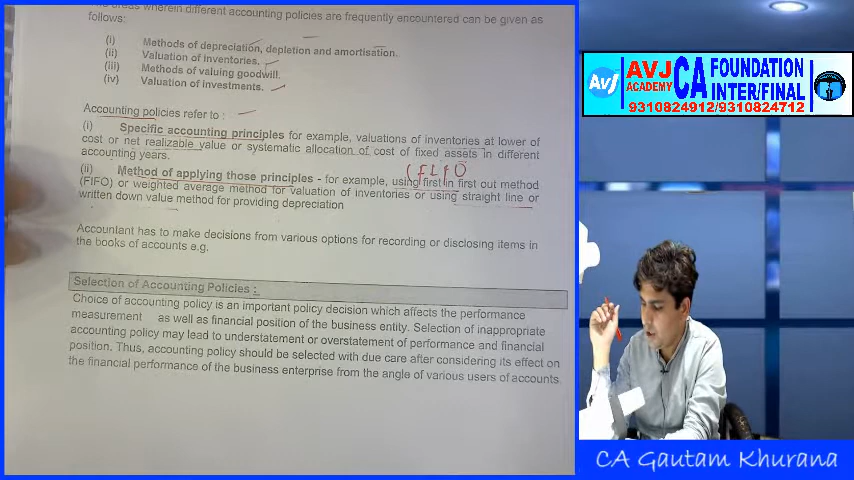 areas wherein different accounting policies are frequently encountered can be given as
follows:
(i) Methods of depreciation, depletion and amortisation.
(ii) Valuation of inventories.
(iii) Methods of valuing goodwill.
(iv) Valuation of investments.
Accounting policies refer to :
(i) Specific accounting principles for example, valuations of inventories at lower of
cost or net realizable value or systematic allocation of cost of fixed assets in different
accounting years.
(ii) Method of applying those principles - for example, using first in first out method
(FIFO) or weighted average method for valuation of inventories or using straight line or
written down value method for providing depreciation
Accountant has to make decisions from various options for recording or disclosing items in
the books of accounts e.g.
Selection of Accounting Policies :
Choice of accounting policy is an important policy decision which affects the performance
measurement as well as financial position of the business entity. Selection of inappropriate
accounting policy may lead to understatement or overstatement of performance and financial
position. Thus, accounting policy should be selected with due care after considering its effect on
the financial performance of the business enterprise from the angle of various users of accounts.
AVJ
AVJ
ACADEMY
CA FOUNDATION
INTER/FINAL
9310824912/9310824712
CA Gautam Khurana